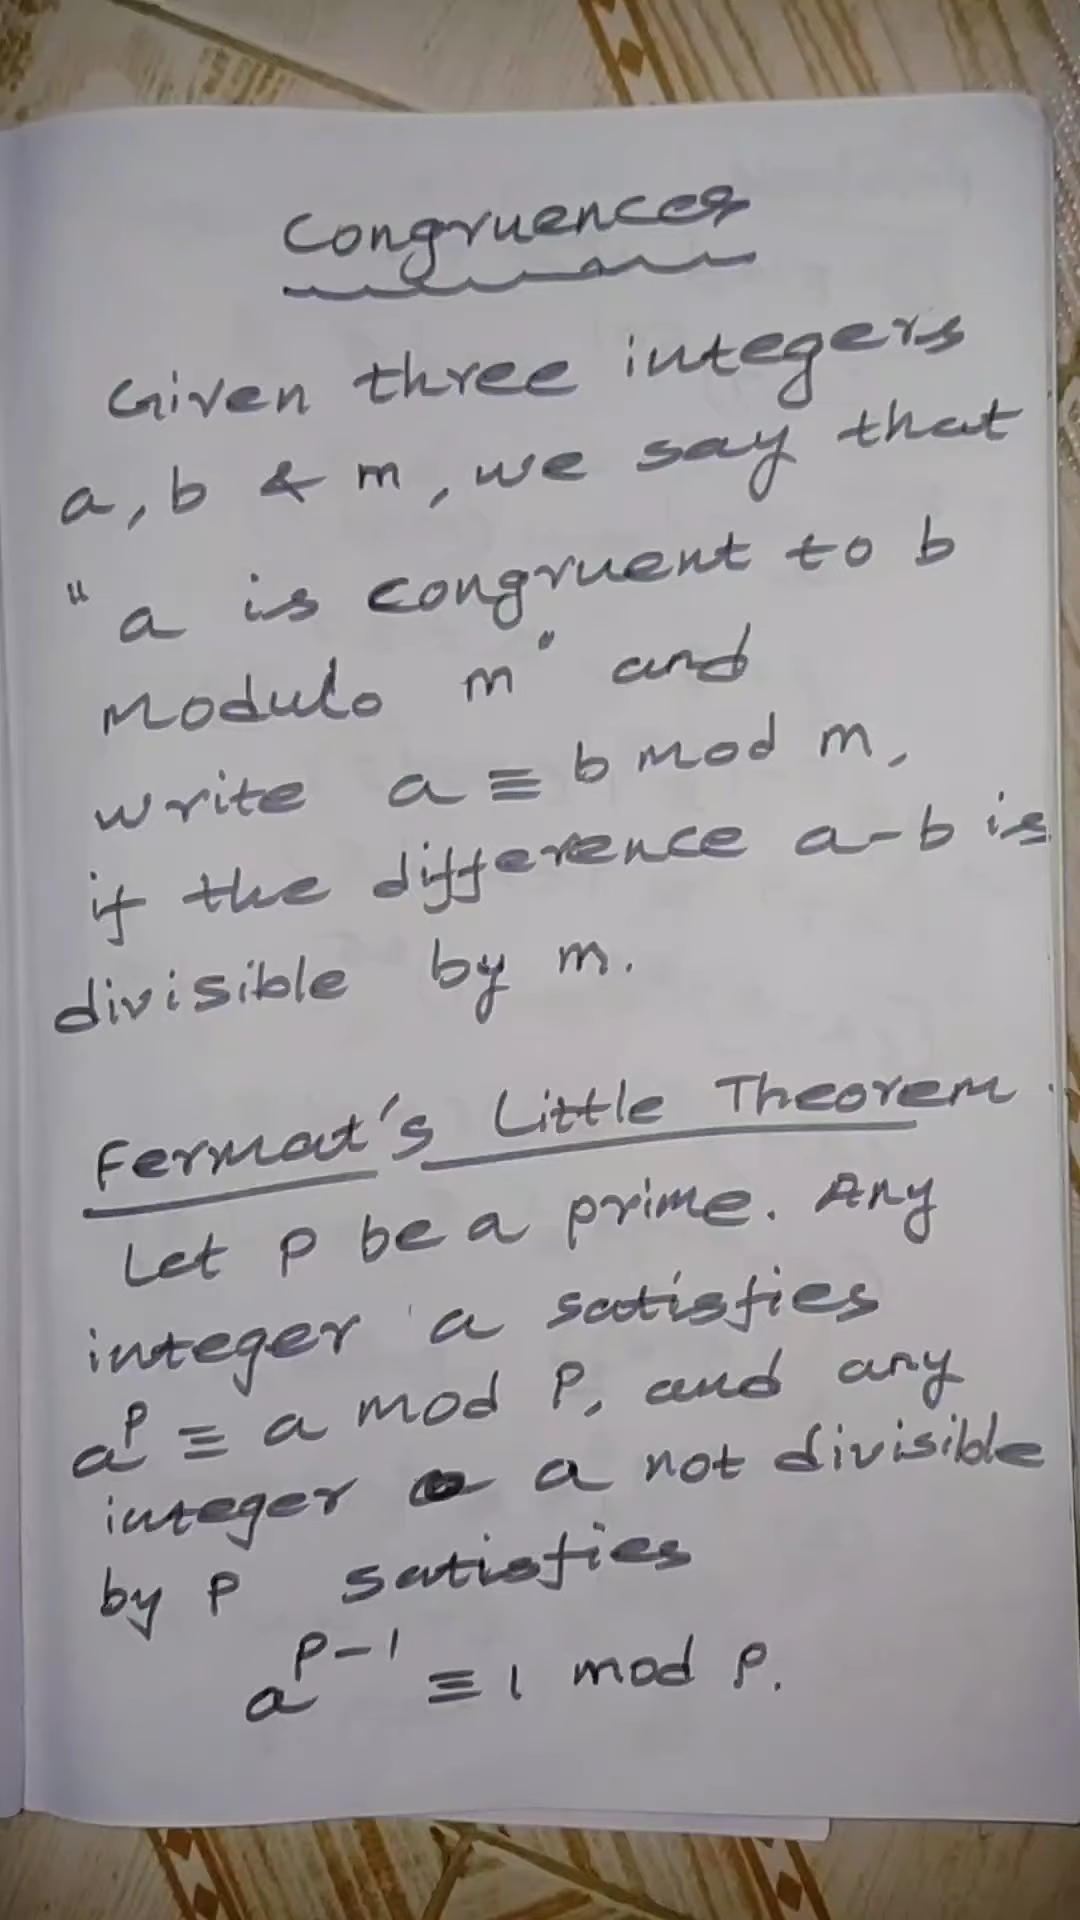 Congruences
Given three integers
a, b & m, we say that
"a is congruent to b
Modulo m" and
write a ≡ b mod m,
if the difference a-b is
divisible by m.
Fermat's Little Theorem.
Let P be a prime. Any
integer a satisfies
a^P ≡ a mod P, and any
integer a not divisible
by P satisfies
a^P-1 ≡ 1 mod P.